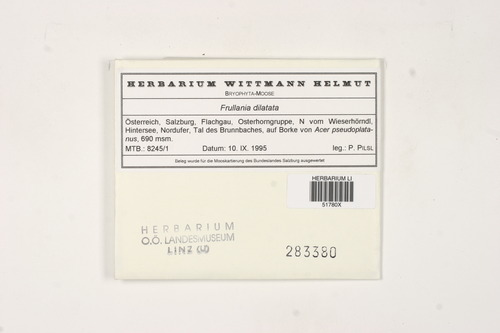 HERBARIUM WITTMANN HELMUT
BRYOPHYTA-MOOSE
Frullania dilatata
Österreich, Salzburg, Flachgau, Osterhorngruppe, N vom Wieserhörndl,
Hintersee, Nordufer, Tal des Brunnbaches, auf Borke von Acer pseudoplata-
nus, 690 msm.
MTB.: 8245/1 Datum: 10. IX. 1995 leg.: P. PILSL
Beleg wurde für die Mooskartierung des Bundeslandes Salzburg ausgewertet
HERBARIUM LI
51780X
HERBARIUM
O.Ö. LANDESMUSEUM
LINZ (LI)
283380